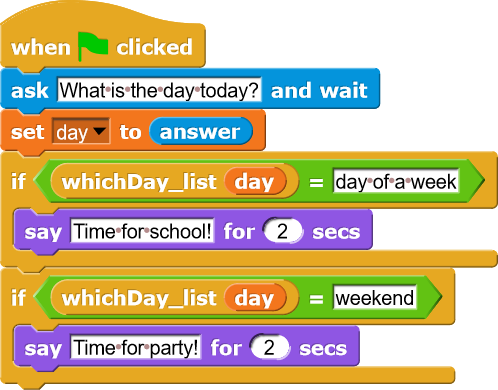 when clicked
ask What is the day today? and wait
set day to answer
if whichDay_list day = day of a week
say Time for school! for 2 secs
if whichDay_list day = weekend
say Time for party! for 2 secs